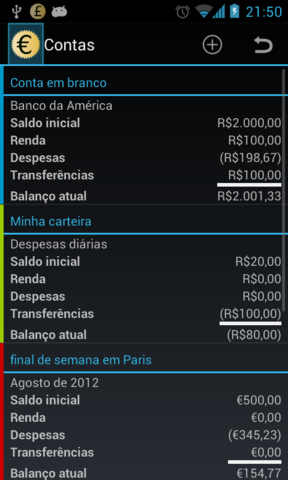 21:50
Contas
Conta em branco
Banco da América
Saldo inicial R$2.000,00
Renda R$100,00
Despesas (R$198,67)
Transferências R$100,00
Balanço atual R$2.001,33
Minha carteira
Despesas diárias
Saldo inicial R$20,00
Renda R$0,00
Despesas R$0,00
Transferências (R$100,00)
Balanço atual (R$80,00)
final de semana em Paris
Agosto de 2012
Saldo inicial €500,00
Renda €0,00
Despesas (€345,23)
Transferências €0,00
Balanço atual €154,77